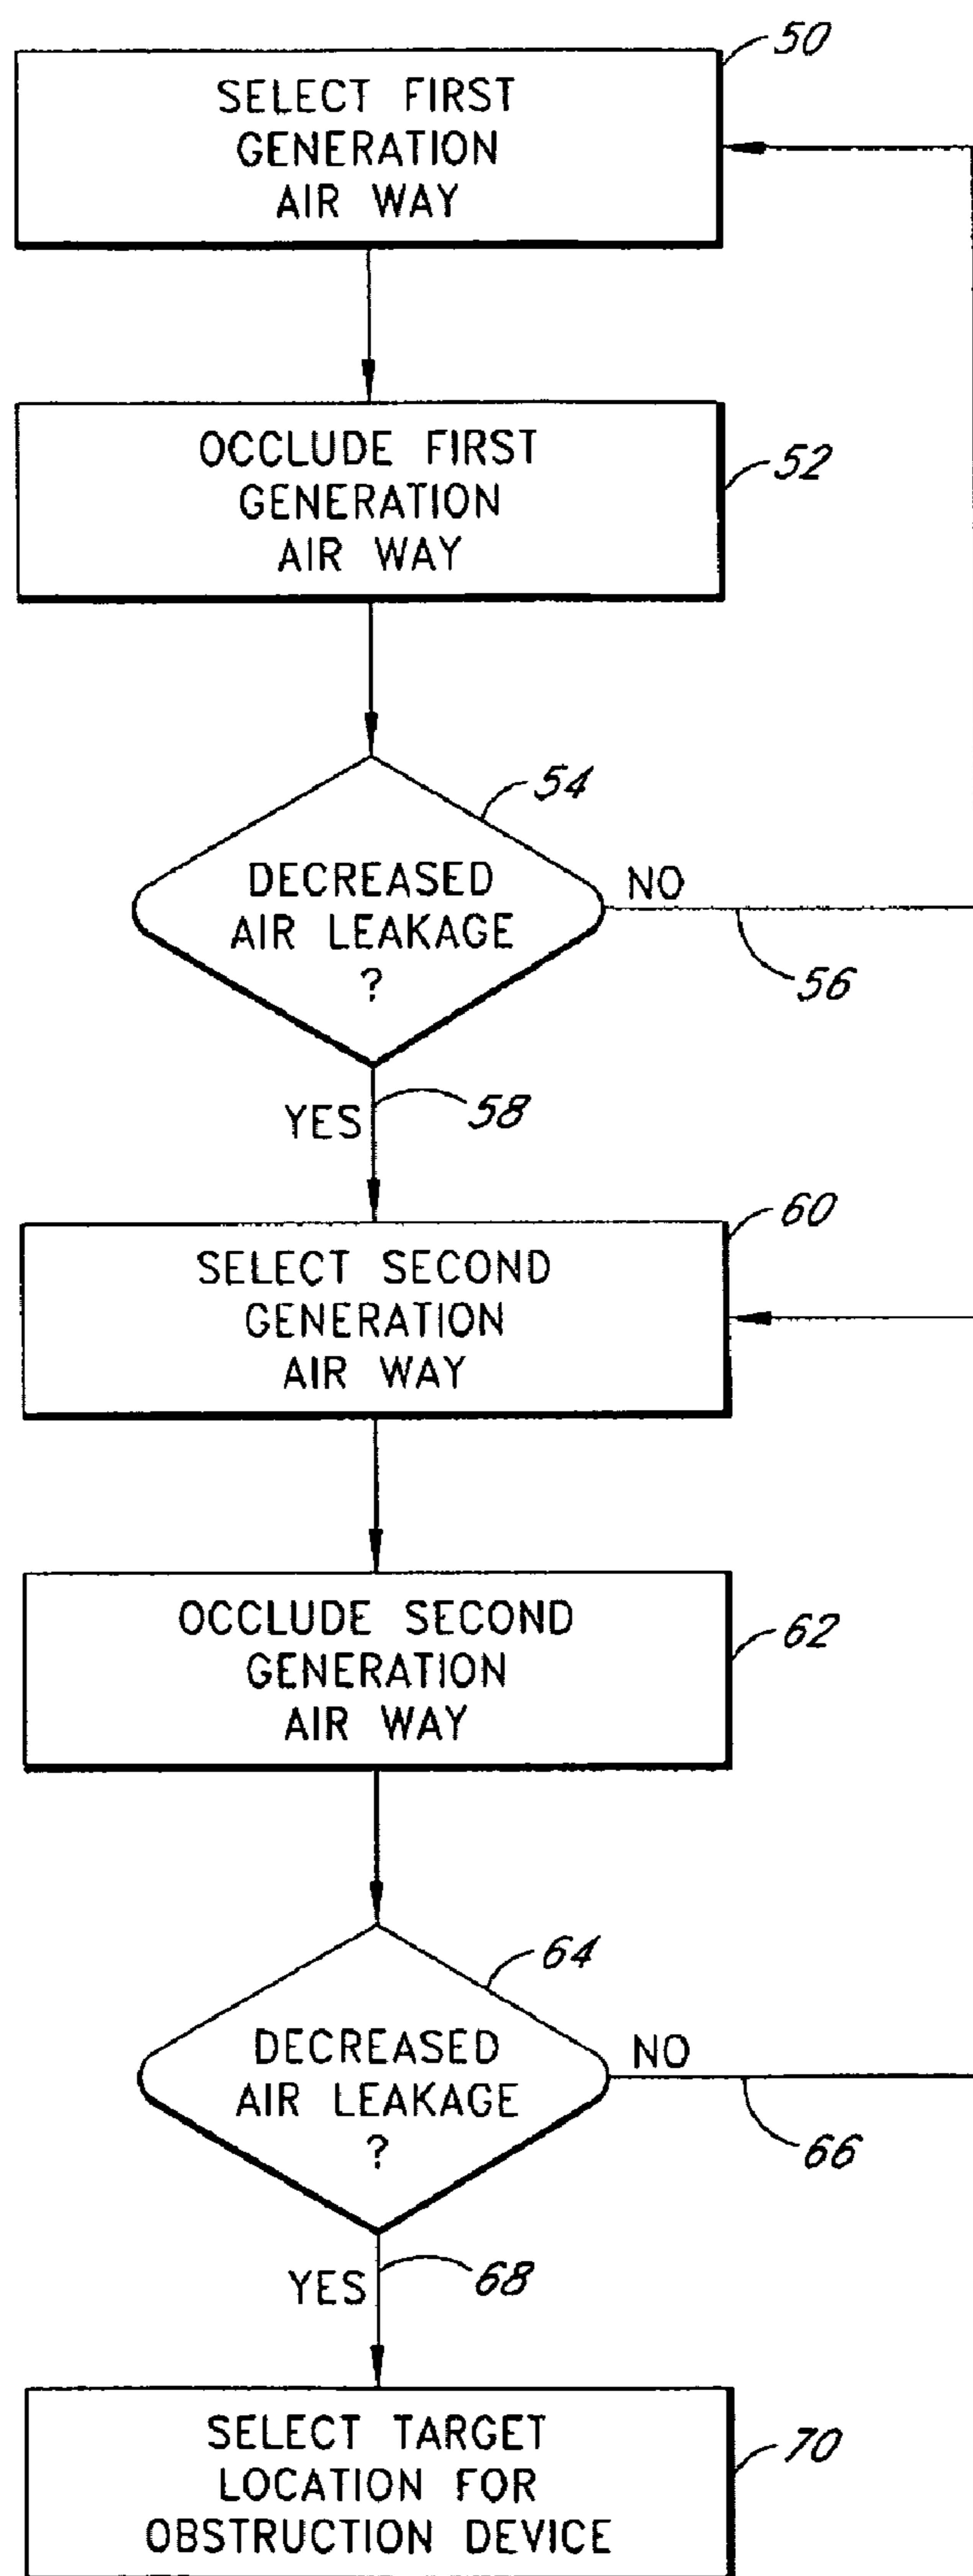 50
SELECT FIRST
GENERATION
AIR WAY
OCCLUDE FIRST
GENERATION
AIR WAY
52
54
DECREASED
AIR LEAKAGE
?
NO
56
YES
58
60
SELECT SECOND
GENERATION
AIR WAY
OCCLUDE SECOND
GENERATION
AIR WAY
62
64
DECREASED
AIR LEAKAGE
?
NO
66
YES
68
SELECT TARGET
LOCATION FOR
OBSTRUCTION DEVICE
70